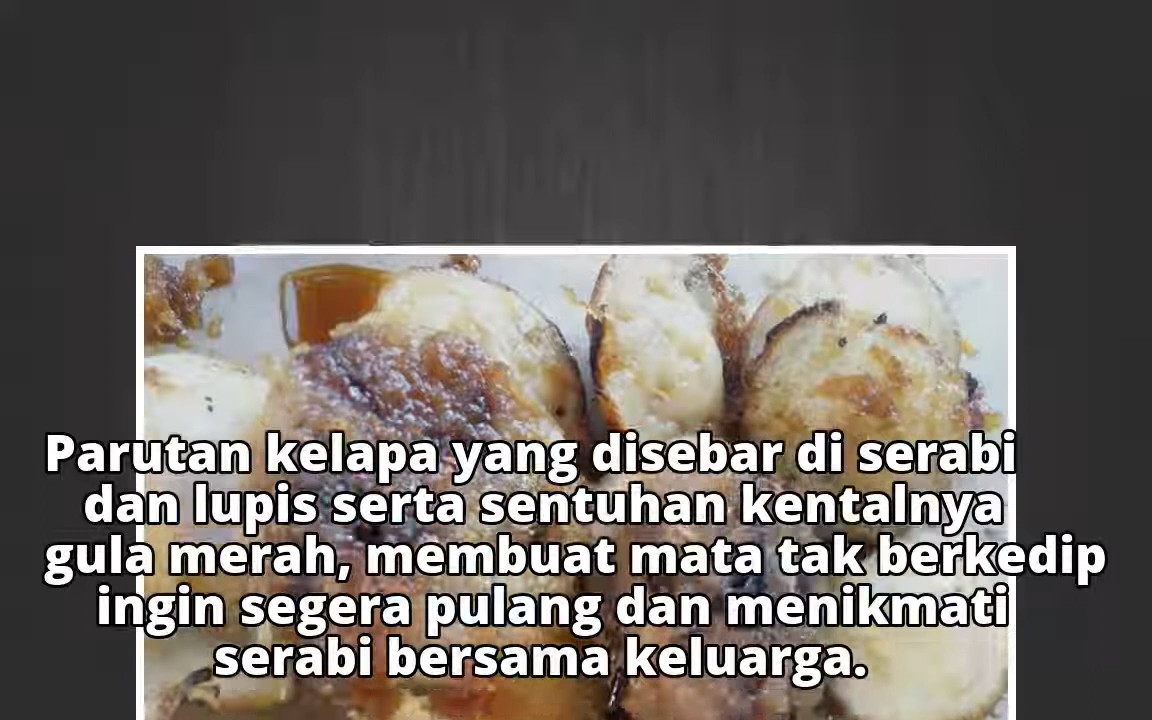 Parutan kelapa yang disebar di serabi
dan lupis serta sentuhan kentalnya
gula merah, membuat mata tak berkedip
ingin segera pulang dan menikmati
serabi bersama keluarga.